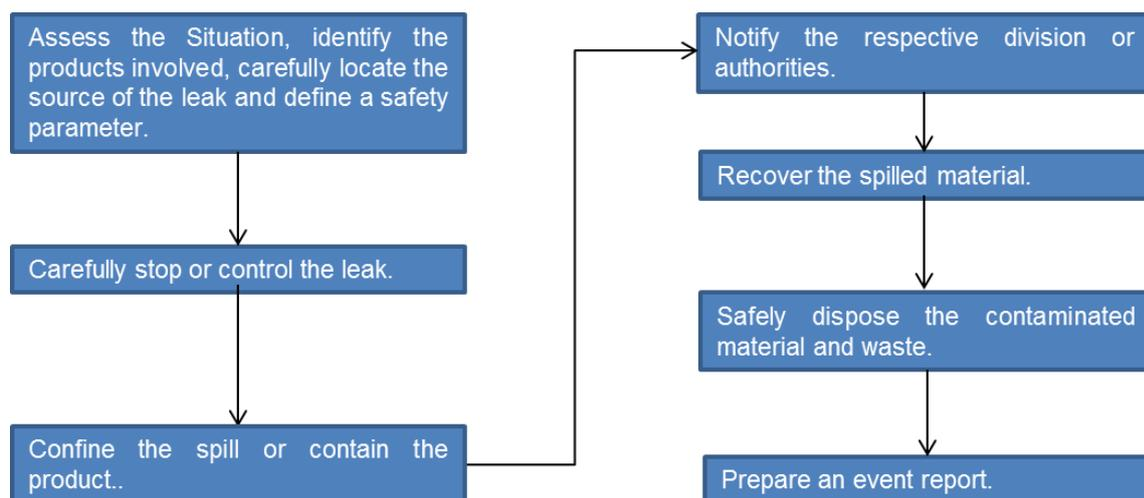 Assess the Situation, identify the
products involved, carefully locate the
source of the leak and define a safety
parameter.
Carefully stop or control the leak.
Confine the spill or contain the
product..
Notify the respective division or
authorities.
Recover the spilled material.
Safely dispose the contaminated
material and waste.
Prepare an event report.